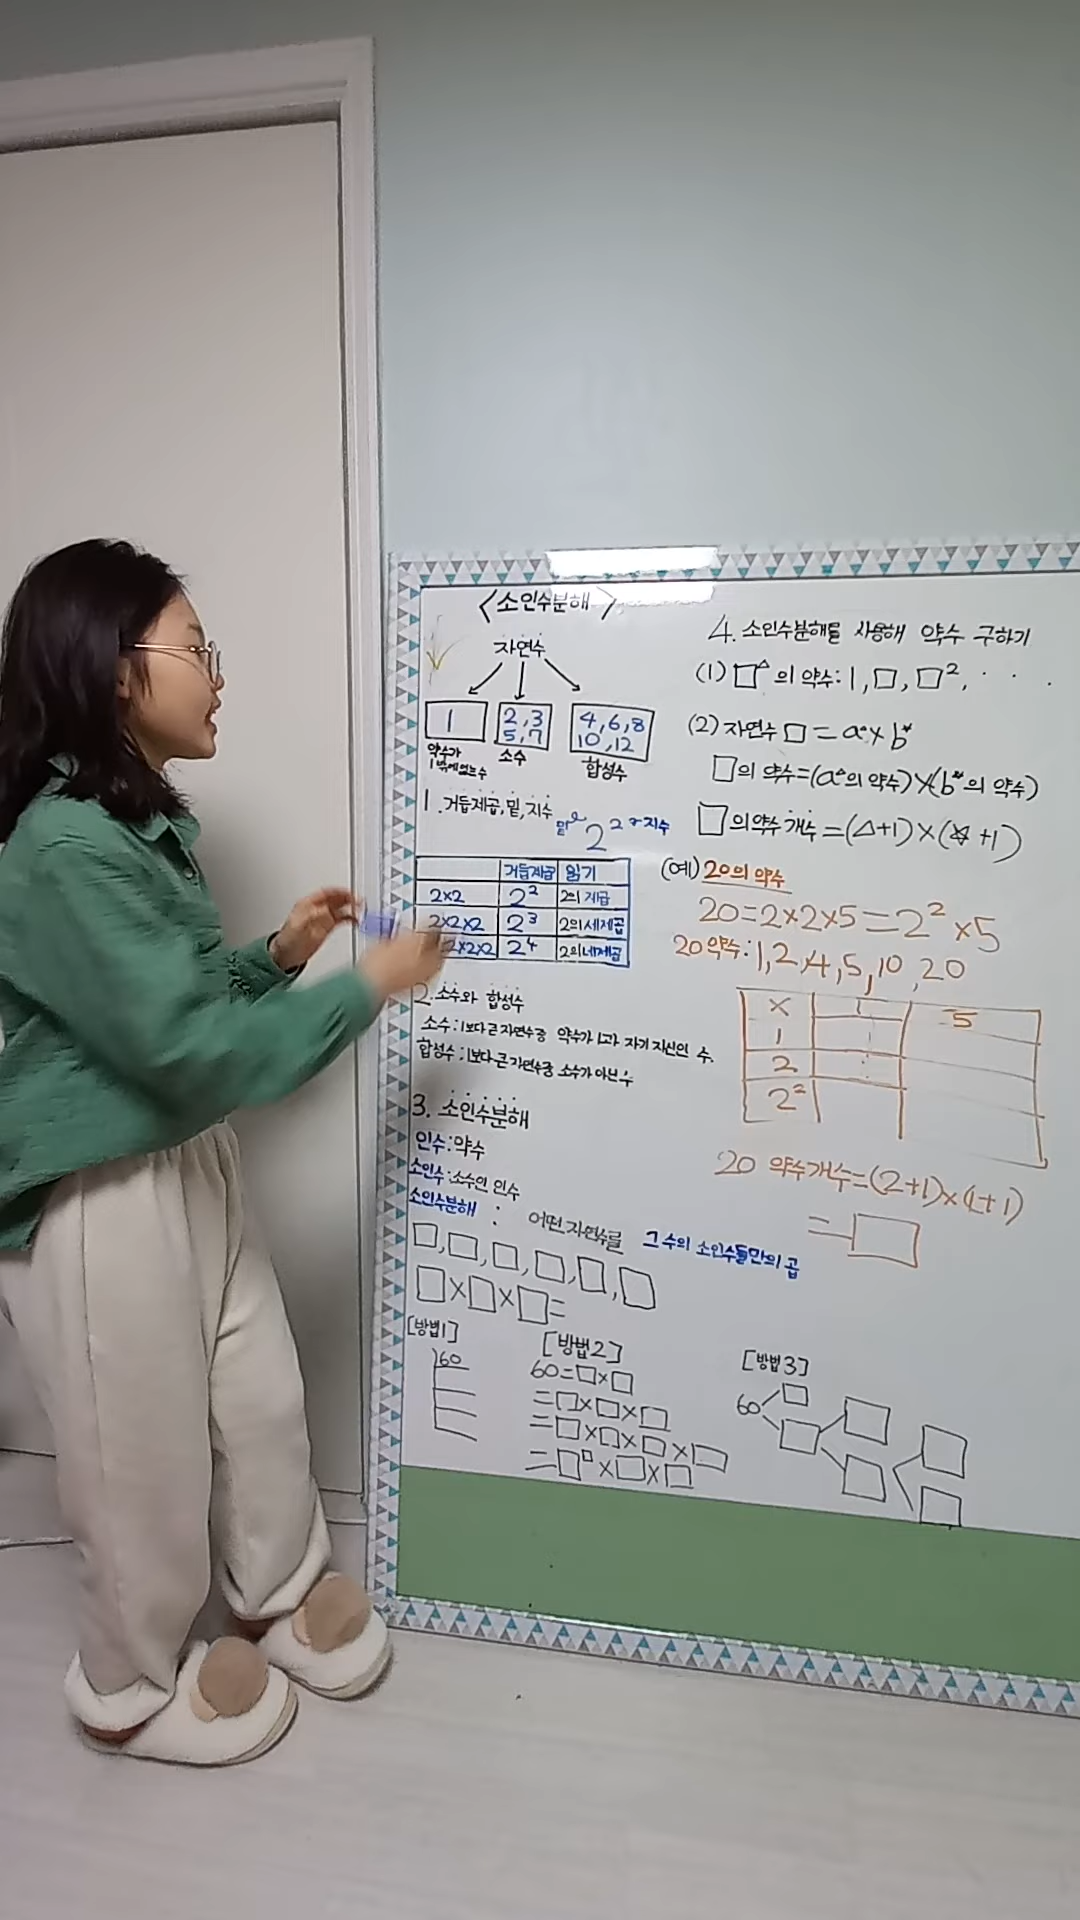 <소인수분해>
자연수
1
2,3
5,7
4,6,8
10,12
약수가
1밖에없는수
소수
합성수
1. 거듭제곱, 밑, 지수
밑 2² 지수
거듭제곱 읽기
2×2 2² 2의 제곱
2×2×2 2³ 2의세제곱
2×2×2 2⁴ 2의네제곱
2. 소수와 합성수
소수:1보다큰 자연수중 약수가 1과 자기 자신인 수.
합성수:1보다큰자연수중 소수가 아닌 수
3. 소인수분해
인수:약수
소인수:소수인 인수
소인수분해 : 어떤 자연수를 그 수의 소인수들만의 곱
□,□,□,□,□,□
□×□×□=
[방법1]
)60
[방법2]
60=□×□
=□×□×□
=□×□×□×□
=□□×□×□
[방법3]
60
4. 소인수분해를 사용해 약수 구하기
(1) □△의 약수:1,□,□²,· · · ·
(2) 자연수 □=a△×b☆
□의 약수=(a△의 약수)×(b☆의 약수)
□의약수개수=(△+1)×(☆+1)
(예) 20의 약수
20=2×2×5=2²×5
20약수:1,2,4,5,10,20
× 1 5
1
2
2²
20 약수개수=(2+1)×(1+1)
=□